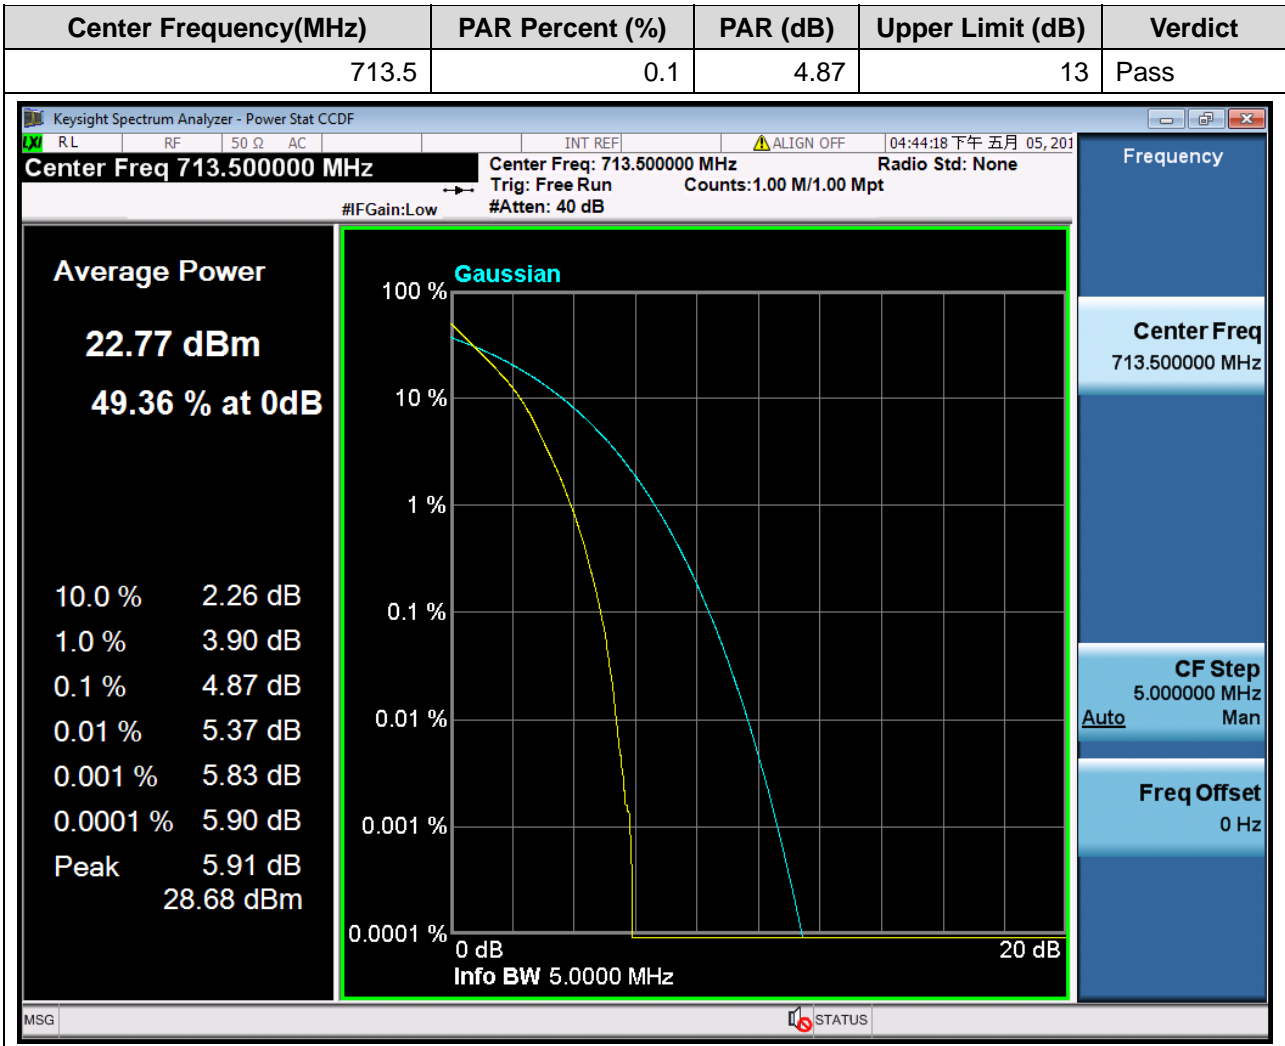 Center Frequency(MHz) PAR Percent (%) PAR (dB) Upper Limit (dB) Verdict
713.5 0.1 4.87 13 Pass
Keysight Spectrum Analyzer - Power Stat CCDF
LXI RL RF 50 Ω AC INT REF ALIGN OFF 04:44:18 下午 五月 05, 201
Center Freq 713.500000 MHz
#IFGain:Low
Center Freq: 713.500000 MHz Radio Std: None
Trig: Free Run Counts:1.00 M/1.00 Mpt
#Atten: 40 dB
Average Power
22.77 dBm
49.36 % at 0dB
10.0 % 2.26 dB
1.0 % 3.90 dB
0.1 % 4.87 dB
0.01 % 5.37 dB
0.001 % 5.83 dB
0.0001 % 5.90 dB
Peak 5.91 dB
28.68 dBm
Gaussian
100 %
10 %
1 %
0.1 %
0.01 %
0.001 %
0.0001 %
0 dB 20 dB
Info BW 5.0000 MHz
Frequency
Center Freq
713.500000 MHz
CF Step
5.000000 MHz
Auto Man
Freq Offset
0 Hz
MSG STATUS